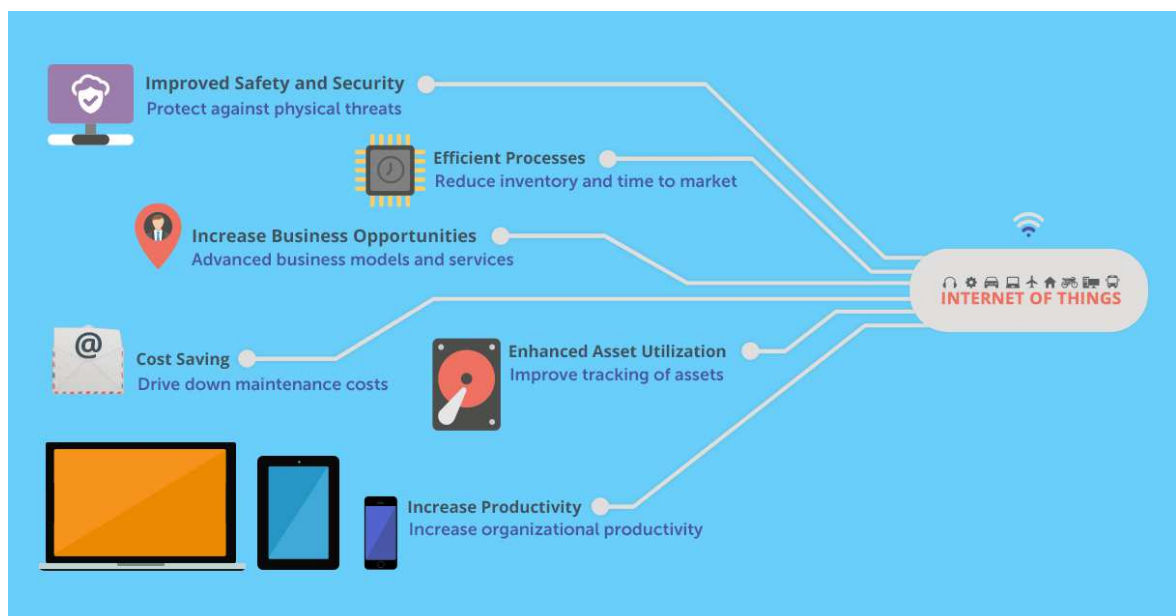 Improved Safety and Security
Protect against physical threats
Efficient Processes
Reduce inventory and time to market
Increase Business Opportunities
Advanced business models and services
INTERNET OF THINGS
@
Cost Saving
Drive down maintenance costs
Enhanced Asset Utilization
Improve tracking of assets
Increase Productivity
Increase organizational productivity